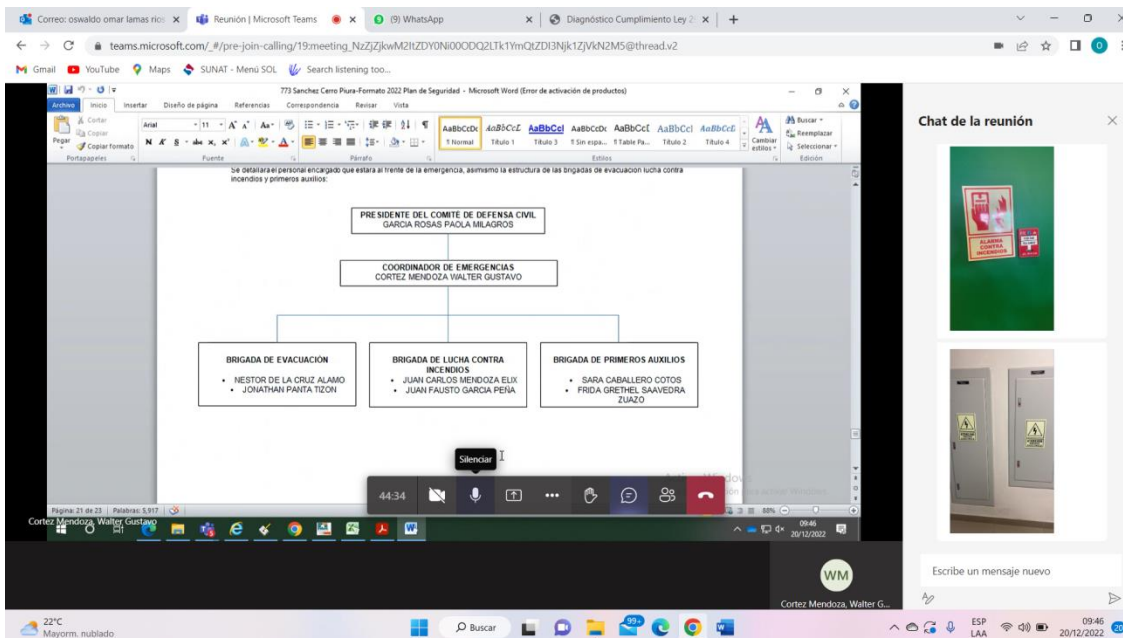 Correo: oswaldo omar lamas rios
Reunión | Microsoft Teams
(9) WhatsApp
Diagnóstico Cumplimiento Ley 2
teams.microsoft.com/_#/pre-join-calling/19:meeting_NzZjZjkwM2ItZDY0Ni00ODQ2LTk1YmQtZDI3Njk1ZjVkN2M5@thread.v2
Gmail YouTube Maps SUNAT - Menú SOL Search listening too...
773 Sanchez Cerro Piura-Formato 2022 Plan de Seguridad - Microsoft Word (Error de activación de productos)
Archivo Inicio Insertar Diseño de página Referencias Correspondencia Revisar Vista
Pegar
Cortar
Copiar
Copiar formato
Portapapeles
Arial 11
N K S abc x, x²
Fuente
Párrafo
AaBbCcDc AaBbCcL AaBbCcI AaBbCcDc AaBbCcI AaBbCcI AaBbCcL
¶ Normal Título 1 Título 3 ¶ Sin espa... ¶ Table Pa... Título 2 Título 4
Cambiar estilos
Estilos
Buscar
Reemplazar
Seleccionar
Edición
Se detallara el personal encargado que estara al frente de la emergencia, asimismo la estructura de las brigadas de evacuacion lucha contra
incendios y primeros auxilios:
PRESIDENTE DEL COMITÉ DE DEFENSA CIVIL
GARCIA ROSAS PAOLA MILAGROS
COORDINADOR DE EMERGENCIAS
CORTEZ MENDOZA WALTER GUSTAVO
BRIGADA DE EVACUACIÓN
• NESTOR DE LA CRUZ ALAMO
• JONATHAN PANTA TIZON
BRIGADA DE LUCHA CONTRA
INCENDIOS
• JUAN CARLOS MENDOZA ELIX
• JUAN FAUSTO GARCIA PEÑA
BRIGADA DE PRIMEROS AUXILIOS
• SARA CABALLERO COTOS
• FRIDA GRETHEL SAAVEDRA
ZUAZO
Silenciar
44:34
Página: 21 de 23 Palabras: 5,917
88%
Cortez Mendoza, Walter Gustavo
09:46
20/12/2022
WM
Cortez Mendoza, Walter G...
Chat de la reunión
ALARMA
CONTRA
INCENDIOS
Escribe un mensaje nuevo
22°C
Mayorm. nublado
Buscar
99+
ESP
LAA
09:46
20/12/2022
20